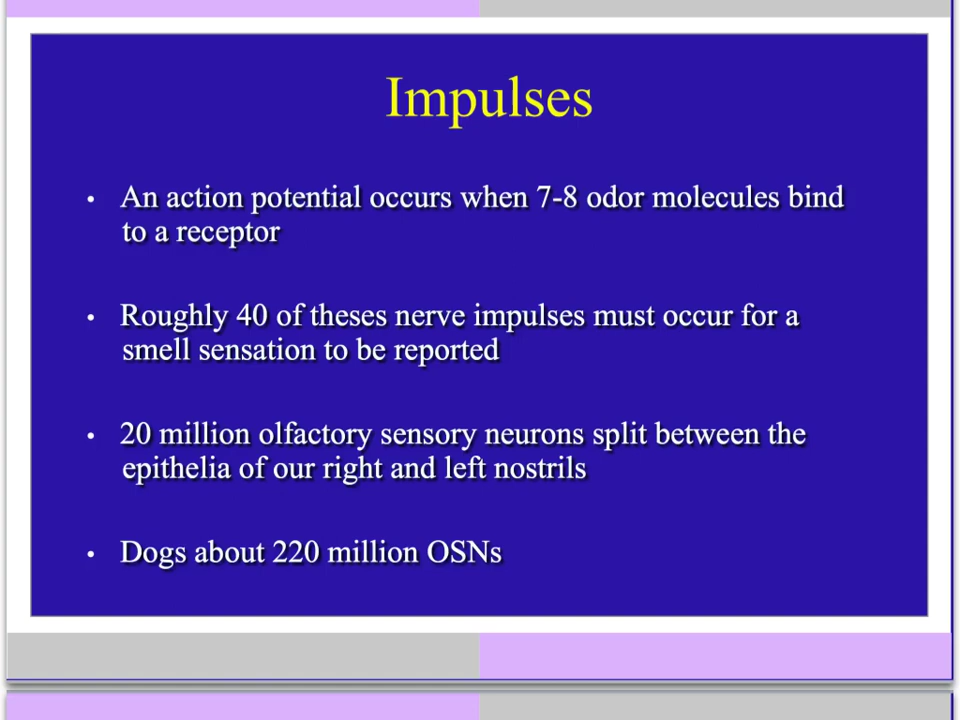 Impulses
• An action potential occurs when 7-8 odor molecules bind
to a receptor
• Roughly 40 of theses nerve impulses must occur for a
smell sensation to be reported
• 20 million olfactory sensory neurons split between the
epithelia of our right and left nostrils
• Dogs about 220 million OSNs